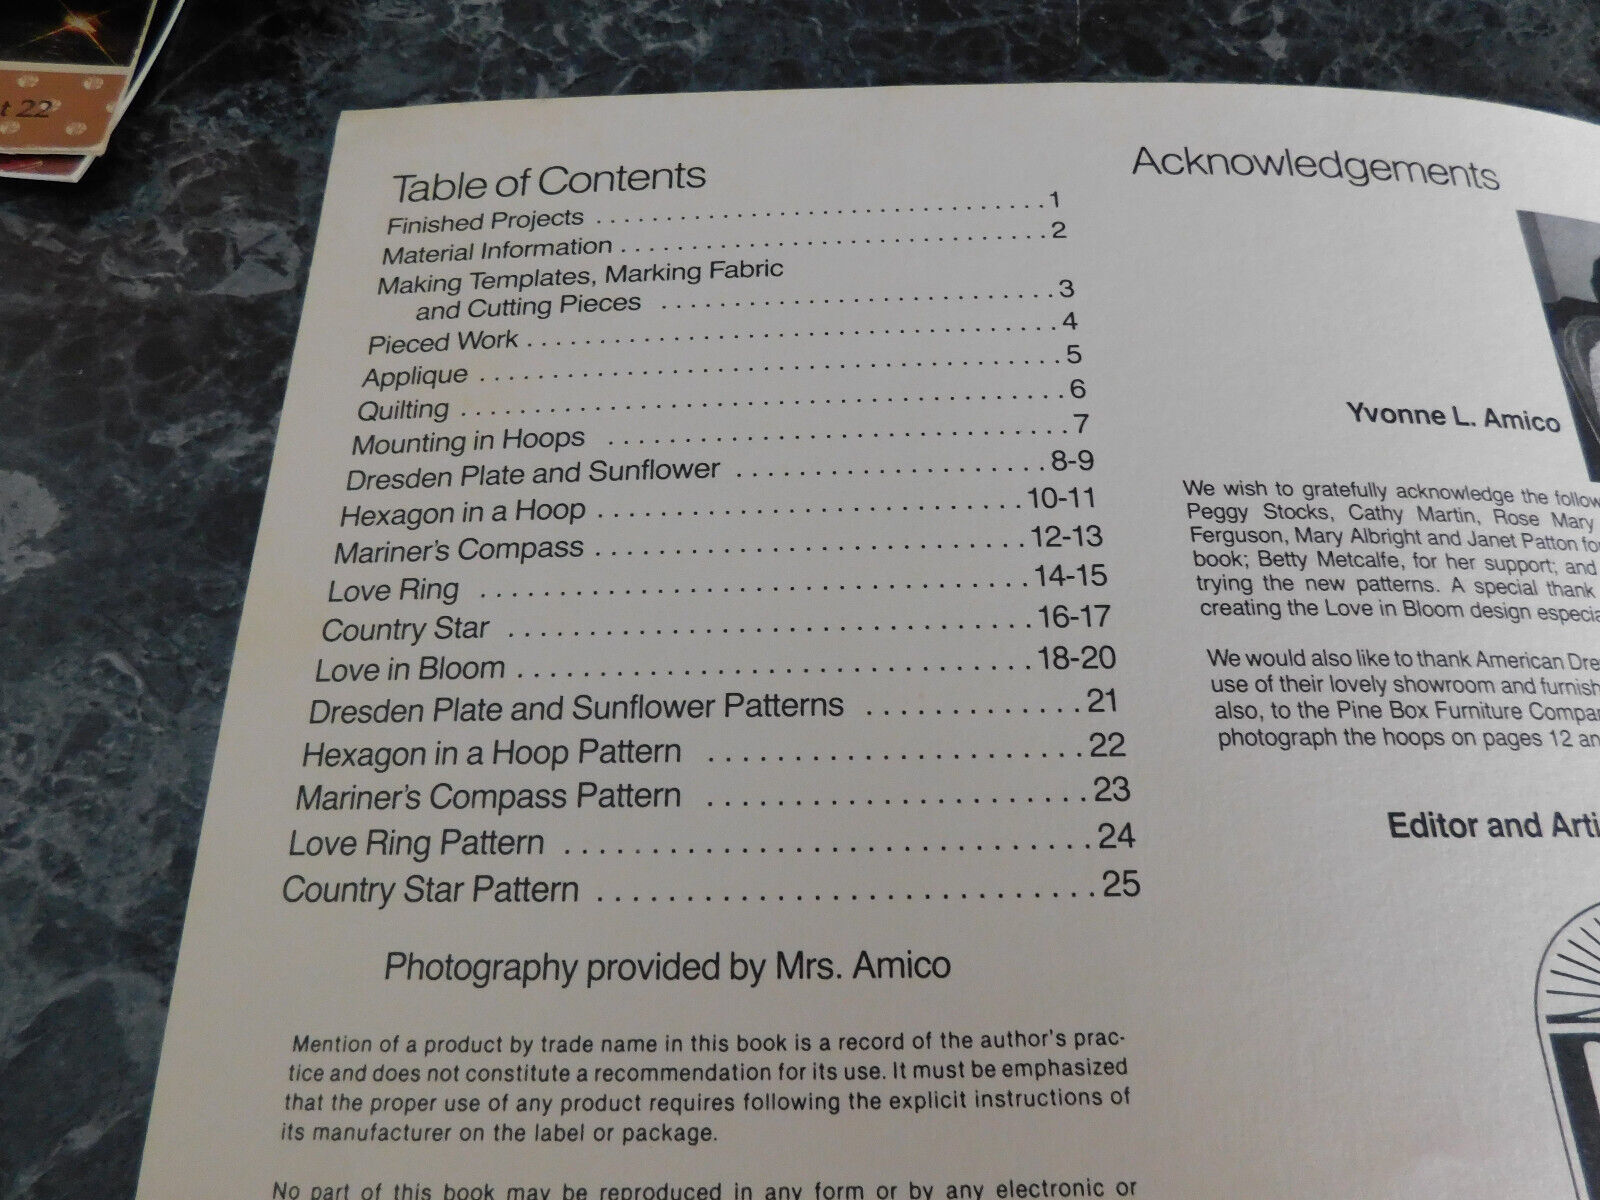 t 22
Table of Contents
Finished Projects . . . . . . . . . . . . . . . . . . . . . . . . . . . . . . . . 1
Material Information . . . . . . . . . . . . . . . . . . . . . . . . . . . . . . 2
Making Templates, Marking Fabric
and Cutting Pieces . . . . . . . . . . . . . . . . . . . . . . . . . . . . 3
Pieced Work . . . . . . . . . . . . . . . . . . . . . . . . . . . . . . . . . . . . . 4
Applique . . . . . . . . . . . . . . . . . . . . . . . . . . . . . . . . . . . . . . . . 5
Quilting . . . . . . . . . . . . . . . . . . . . . . . . . . . . . . . . . . . . . . . . . 6
Mounting in Hoops . . . . . . . . . . . . . . . . . . . . . . . . . . . . . . . . 7
Dresden Plate and Sunflower . . . . . . . . . . . . . . . . . . . . . . 8-9
Hexagon in a Hoop . . . . . . . . . . . . . . . . . . . . . . . . . . . . . . 10-11
Mariner's Compass . . . . . . . . . . . . . . . . . . . . . . . . . . . . . . 12-13
Love Ring . . . . . . . . . . . . . . . . . . . . . . . . . . . . . . . . . . . . . . 14-15
Country Star . . . . . . . . . . . . . . . . . . . . . . . . . . . . . . . . . . . . 16-17
Love in Bloom . . . . . . . . . . . . . . . . . . . . . . . . . . . . . . . . . . . 18-20
Dresden Plate and Sunflower Patterns . . . . . . . . . . . . . . . 21
Hexagon in a Hoop Pattern . . . . . . . . . . . . . . . . . . . . . . . . . . 22
Mariner's Compass Pattern . . . . . . . . . . . . . . . . . . . . . . . . . . 23
Love Ring Pattern . . . . . . . . . . . . . . . . . . . . . . . . . . . . . . . . 24
Country Star Pattern . . . . . . . . . . . . . . . . . . . . . . . . . . . . . 25
Photography provided by Mrs. Amico
Mention of a product by trade name in this book is a record of the author's prac-
tice and does not constitute a recommendation for its use. It must be emphasized
that the proper use of any product requires following the explicit instructions of
its manufacturer on the label or package.
No part of this book may be reproduced in any form or by any electronic or
Acknowledgements
Yvonne L. Amico
We wish to gratefully acknowledge the follow
Peggy Stocks, Cathy Martin, Rose Mary
Ferguson, Mary Albright and Janet Patton fo
book; Betty Metcalfe, for her support; and
trying the new patterns. A special thank
creating the Love in Bloom design especia
We would also like to thank American Dre
use of their lovely showroom and furnish
also, to the Pine Box Furniture Compa
photograph the hoops on pages 12 an
Editor and Arti